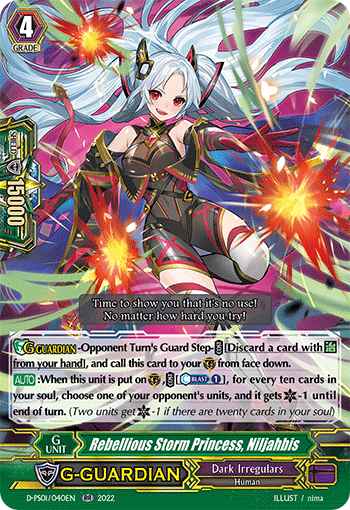 4
GRADE
SHIELD
15000
Time to show you that it's no use!
No matter how hard you try!
G GUARDIAN -Opponent Turn's Guard Step- [Discard a card with
from your hand], and call this card to your from face down.
AUTO :When this unit is put on , [BLAST 1], for every ten cards in
your soul, choose one of your opponent's units, and it gets -1 until
end of turn. (Two units get -1 if there are twenty cards in your soul)
G
UNIT
Rebellious Storm Princess, Niljahbis
G-GUARDIAN
Dark Irregulars
Human
D-PS01/040EN RR 2022
ILLUST / nima